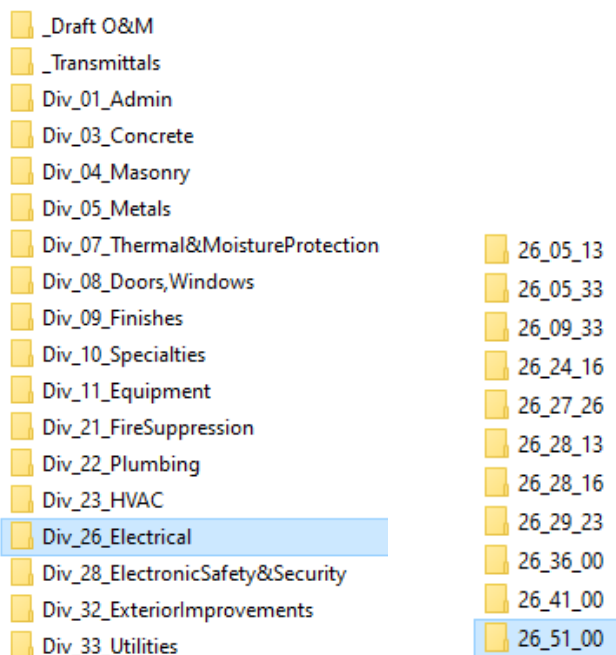 _Draft O&M
_Transmittals
Div_01_Admin
Div_03_Concrete
Div_04_Masonry
Div_05_Metals
Div_07_Thermal&MoistureProtection
Div_08_Doors,Windows
Div_09_Finishes
Div_10_Specialties
Div_11_Equipment
Div_21_FireSuppression
Div_22_Plumbing
Div_23_HVAC
Div_26_Electrical
Div_28_ElectronicSafety&Security
Div_32_ExteriorImprovements
Div_33_Utilities
26_05_13
26_05_33
26_09_33
26_24_16
26_27_26
26_28_13
26_28_16
26_29_23
26_36_00
26_41_00
26_51_00